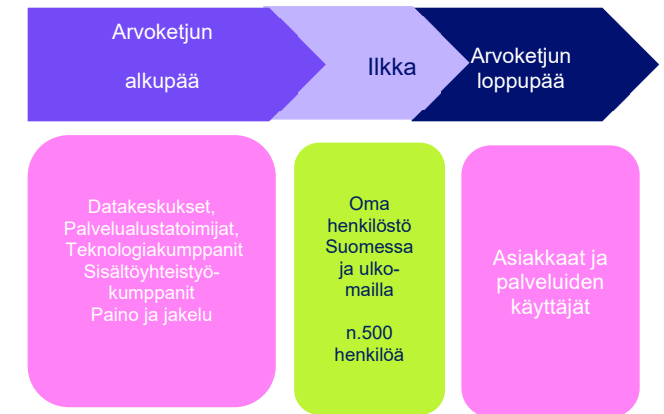 Arvoketjun
alkupää
Ilkka
Arvoketjun
loppupää
Datakeskukset,
Palvelualustatoimijat,
Teknologiakumppanit
Sisältöyhteistyö-
kumppanit
Paino ja jakelu
Oma
henkilöstö
Suomessa
ja ulko-
mailla
n.500
henkilöä
Asiakkaat ja
palveluiden
käyttäjät